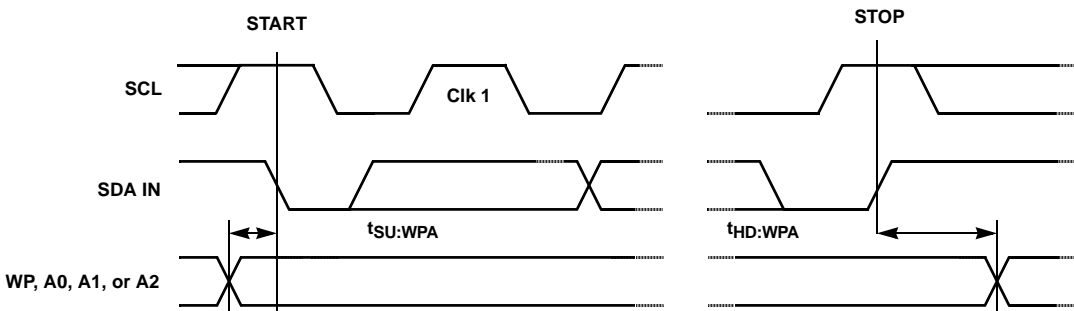 START
STOP
SCL
Clk 1
SDA IN
tSU:WPA
tHD:WPA
WP, A0, A1, or A2